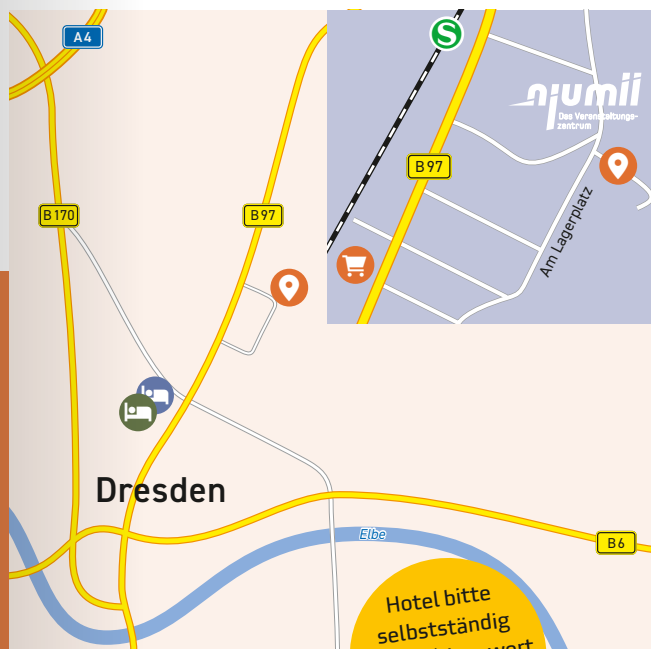 A4
S
njumii
Das Veranstaltungs-
zentrum
B97
B170
B97
Am Lagerplatz
Dresden
Elbe
B6
Hotel bitte
selbstständig